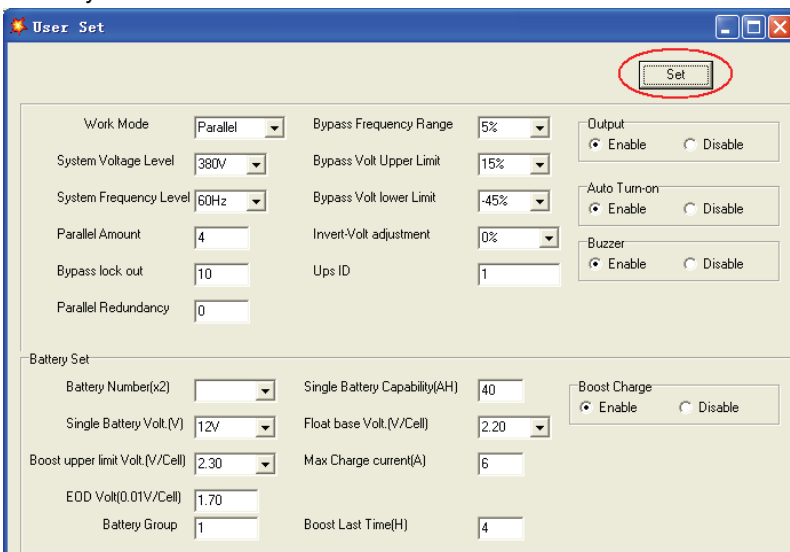 User Set
Set
Work Mode Parallel Bypass Frequency Range 5% Output
Enable Disable
System Voltage Level 380V Bypass Volt Upper Limit 15%
System Frequency Level 60Hz Bypass Volt lower Limit -45% Auto Turn-on
Enable Disable
Parallel Amount 4 Invert-Volt adjustment 0% Buzzer
Enable Disable
Bypass lock out 10 Ups ID 1
Parallel Redundancy 0
Battery Set
Battery Number(x2) Single Battery Capability(AH) 40 Boost Charge
Enable Disable
Single Battery Volt.(V) 12V Float base Volt.(V/Cell) 2.20
Boost upper limit Volt.(V/Cell) 2.30 Max Charge current(A) 6
EOD Volt(0.01V/Cell) 1.70
Battery Group 1 Boost Last Time(H) 4